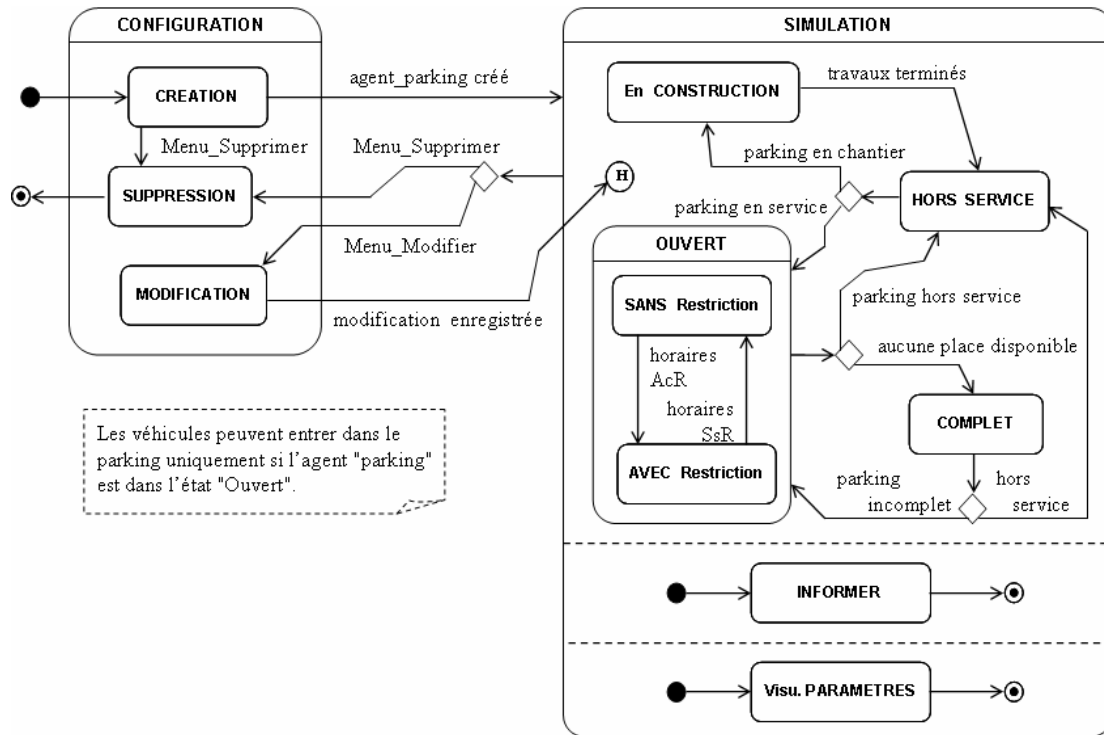 CONFIGURATION
SIMULATION
CREATION
agent_parking créé
En CONSTRUCTION
travaux terminés
Menu_Supprimer
Menu_Supprimer
parking en chantier
H
SUPPRESSION
HORS SERVICE
parking en service
Menu_Modifier
OUVERT
MODIFICATION
modification enregistrée
SANS Restriction
parking hors service
aucune place disponible
horaires
AcR
horaires
SsR
COMPLET
Les véhicules peuvent entrer dans le
parking uniquement si l'agent "parking"
est dans l'état "Ouvert".
AVEC Restriction
parking
incomplet
hors
service
INFORMER
Visu. PARAMETRES